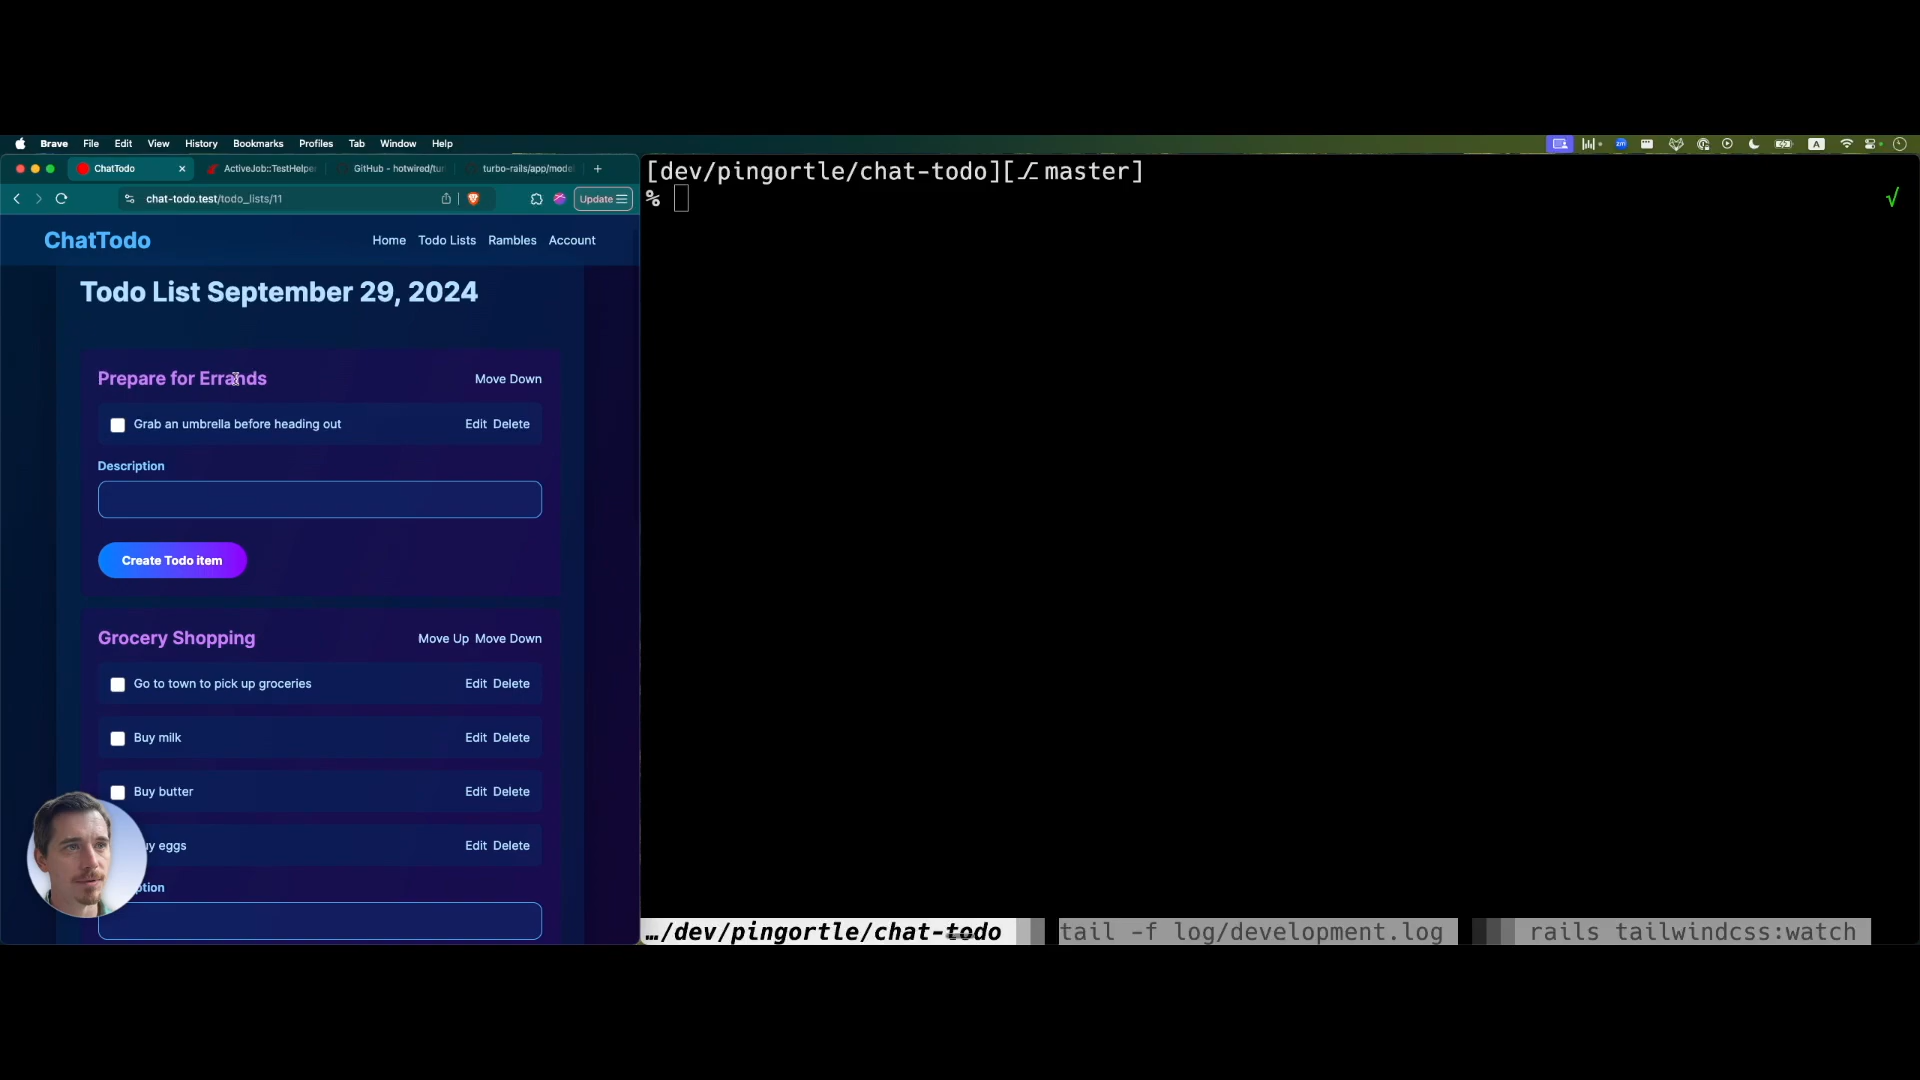 Brave File Edit View History Bookmarks Profiles Tab Window Help
ChatTodo
ActiveJob::TestHelper
GitHub - hotwired/tur
turbo-rails/app/mode
chat-todo.test/todo_lists/11
Update
ChatTodo
Home Todo Lists Rambles Account
Todo List September 29, 2024
Prepare for Errands
Move Down
Grab an umbrella before heading out
Edit Delete
Description
Create Todo item
Grocery Shopping
Move Up Move Down
Go to town to pick up groceries
Edit Delete
Buy milk
Edit Delete
Buy butter
Edit Delete
uy eggs
Edit Delete
ption
[dev/pingortle/chat-todo][⎇ master]
% √
…/dev/pingortle/chat-todo
tail -f log/development.log
rails tailwindcss:watch